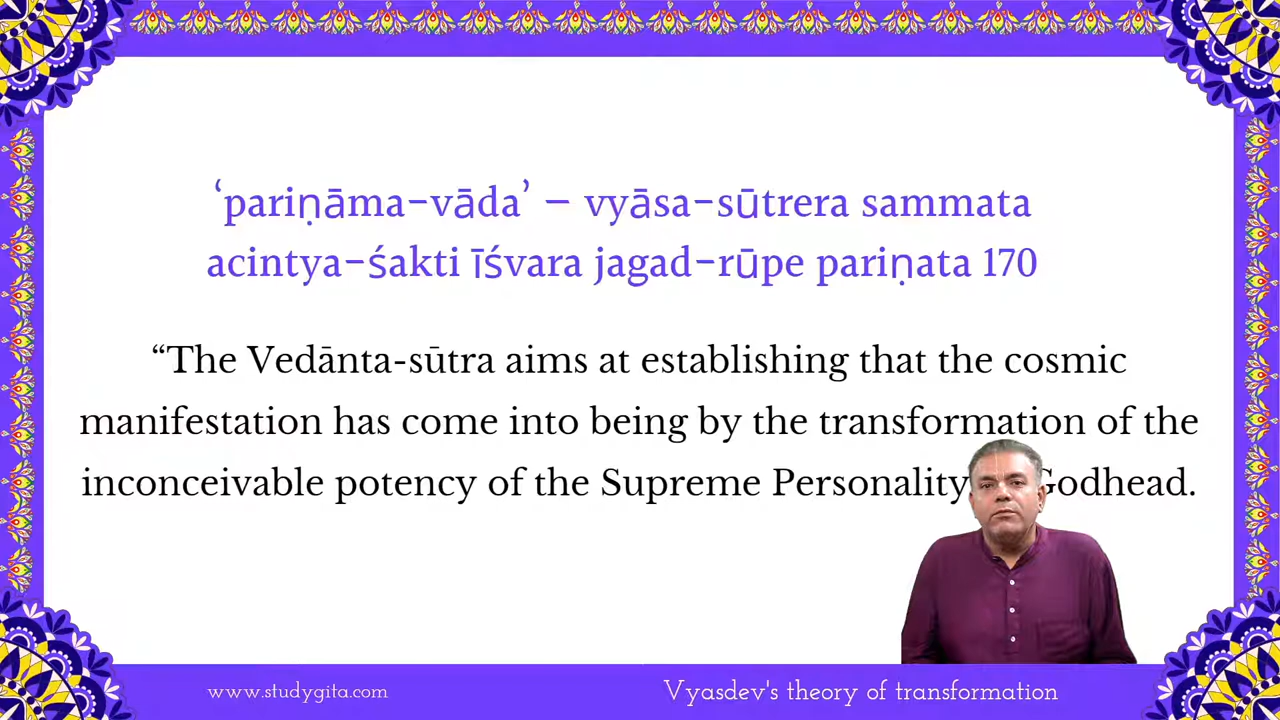 ‘pariṇāma-vāda’ – vyāsa-sūtrera sammata
acintya-śakti īśvara jagad-rūpe pariṇata 170
“The Vedānta-sūtra aims at establishing that the cosmic
manifestation has come into being by the transformation of the
inconceivable potency of the Supreme Personality Godhead.
www.studygita.com
Vyasdev's theory of transformation